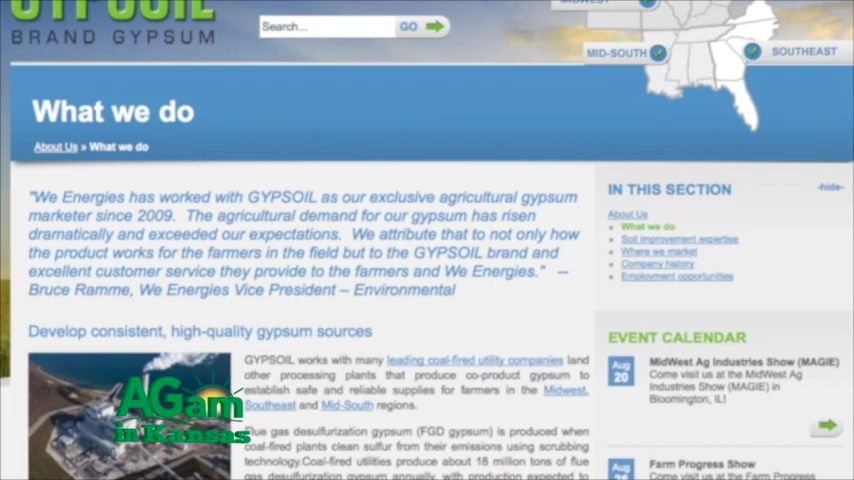 GYPSOIL
BRAND GYPSUM
Search...
GO
MIDWEST
MID-SOUTH
SOUTHEAST
What we do
About Us » What we do
"We Energies has worked with GYPSOIL as our exclusive agricultural gypsum
marketer since 2009. The agricultural demand for our gypsum has risen
dramatically and exceeded our expectations. We attribute that to not only how
the product works for the farmers in the field but to the GYPSOIL brand and
excellent customer service they provide to the farmers and We Energies." --
Bruce Ramme, We Energies Vice President – Environmental
Develop consistent, high-quality gypsum sources
GYPSOIL works with many leading coal-fired utility companies and
other processing plants that produce co-product gypsum to
establish safe and reliable supplies for farmers in the Midwest,
Southeast and Mid-South regions.
Flue gas desulfurization gypsum (FGD gypsum) is produced when
coal-fired plants clean sulfur from their emissions using scrubbing
technology.Coal-fired utilities produce about 18 million tons of flue
gas desulfurization gypsum annually, with production expected to
IN THIS SECTION
-hide-
About Us
What we do
Soil improvement expertise
Where we market
Company history
Employment opportunities
EVENT CALENDAR
Aug
20
MidWest Ag Industries Show (MAGIE)
Come visit us at the MidWest Ag
Industries Show (MAGIE) in
Bloomington, IL!
Aug
26
Farm Progress Show
Come visit us at the Farm Progress
AGam
in Kansas